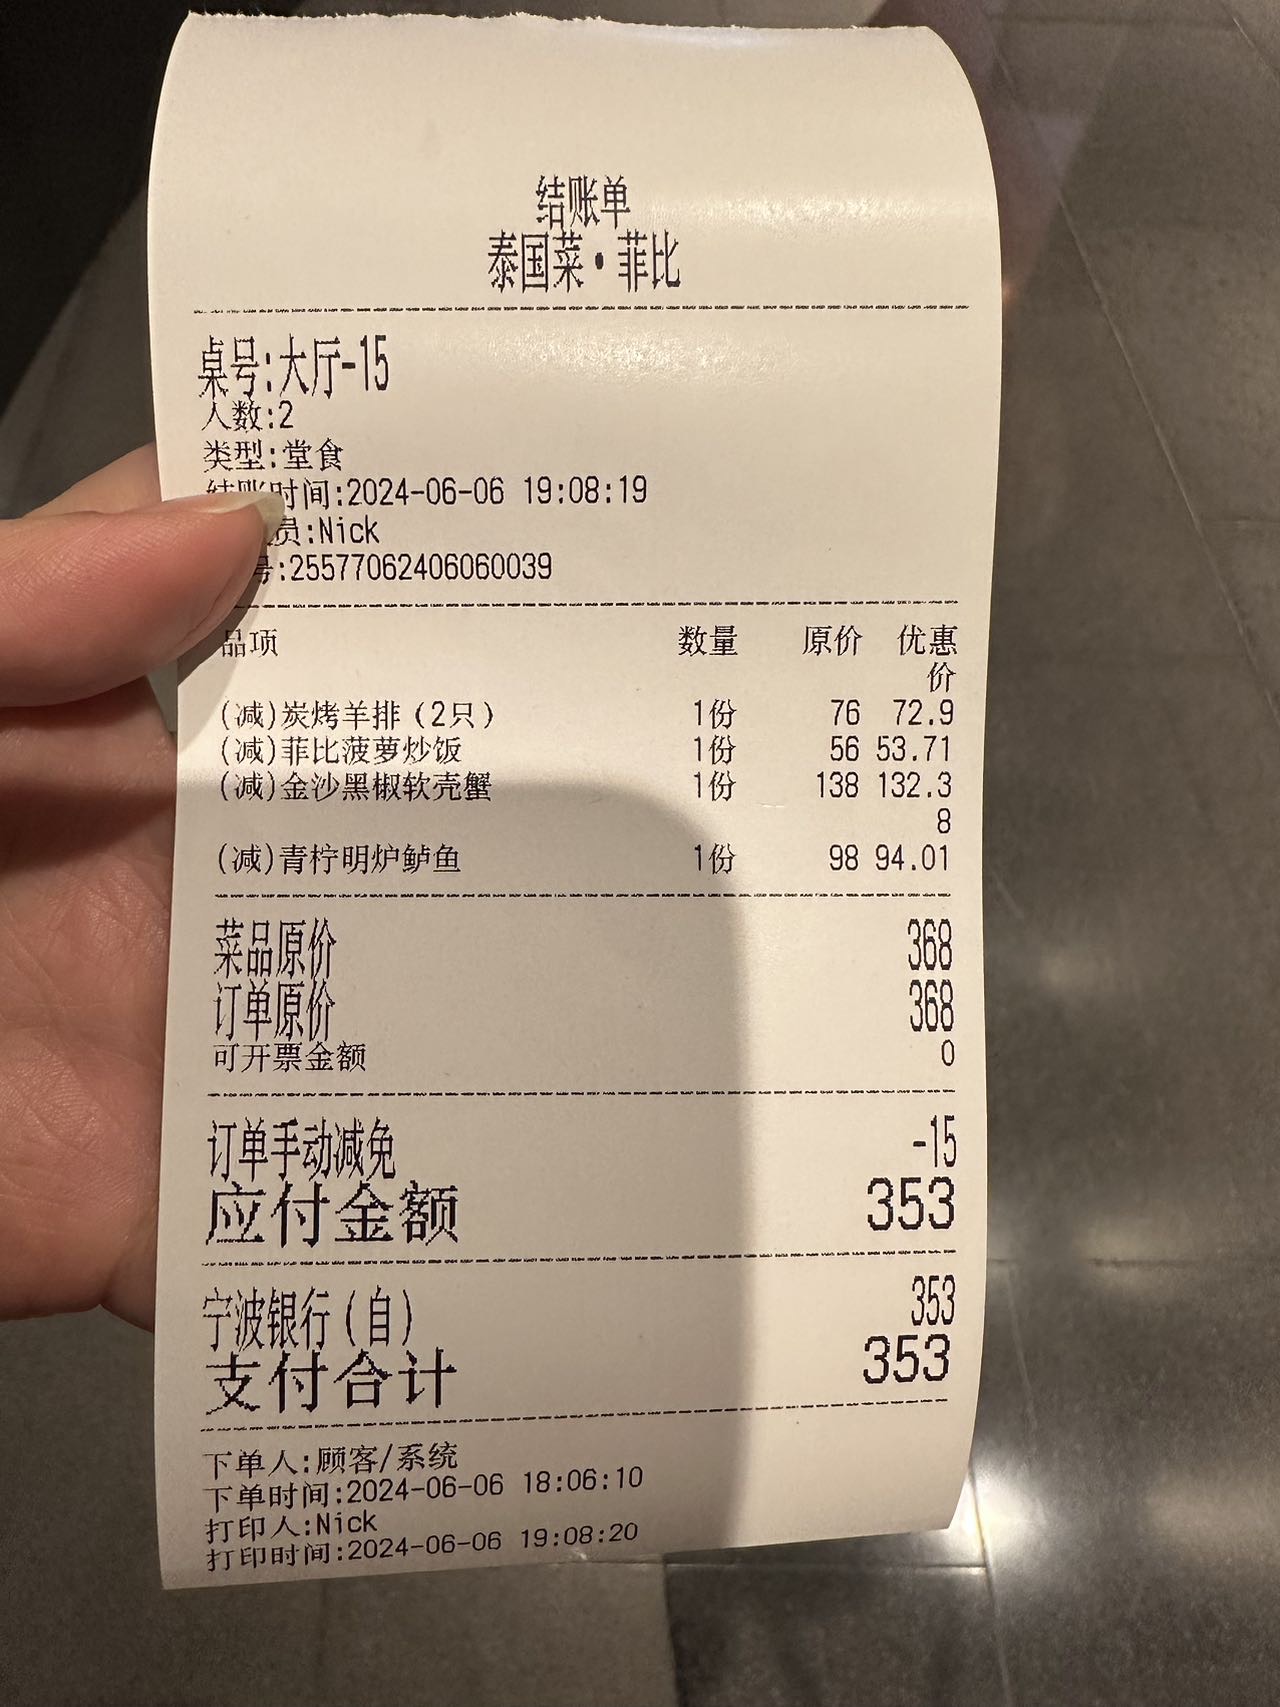 结账单
泰国菜·菲比
桌号:大厅-15
人数:2
类型:堂食
结账时间:2024-06-06 19:08:19
员:Nick
号:25577062406060039
品项 数量 原价 优惠价
(减)炭烤羊排(2只) 1份 76 72.9
(减)菲比菠萝炒饭 1份 56 53.71
(减)金沙黑椒软壳蟹 1份 138 132.38
(减)青柠明炉鲈鱼 1份 98 94.01
菜品原价 368
订单原价 368
可开票金额 0
订单手动减免 -15
应付金额 353
宁波银行(自) 353
支付合计 353
下单人:顾客/系统
下单时间:2024-06-06 18:06:10
打印人:Nick
打印时间:2024-06-06 19:08:20